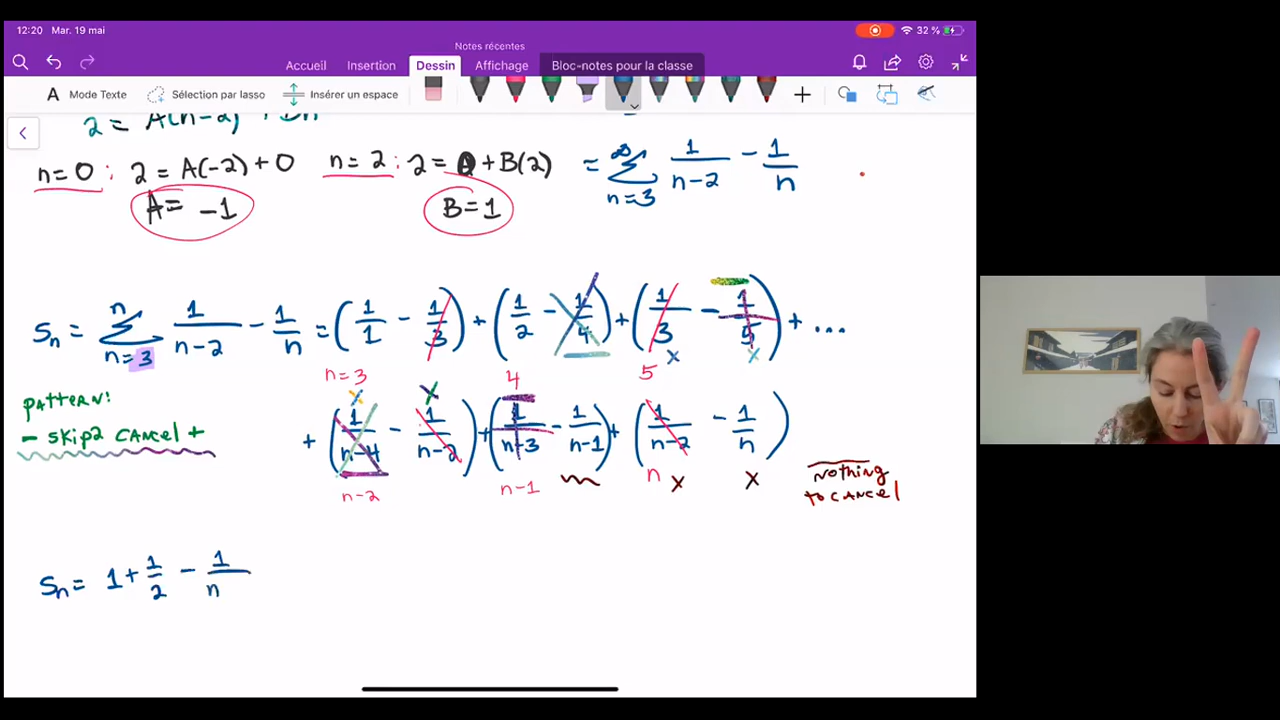 12:20 Mar. 19 mai 32 %
Notes récentes
Accueil Insertion Dessin Affichage Bloc-notes pour la classe
A Mode Texte Sélection par lasso Insérer un espace
2 = A(n-2) + Bn
n=0 : 2 = A(-2) + 0 n=2 : 2 = 0 + B(2) = ∞ ∑ n=3 1/(n-2) - 1/n
A= -1 B=1
Sn = n ∑ n=3 1/(n-2) - 1/n = (1/1 - 1/3) + (1/2 - 1/4) + (1/3 - 1/5) + ...
n=3 4 5 x x
x x
pattern:
- skip2 cancel +
+ (1/(n-4) - 1/(n-2)) + (1/(n-3) - 1/(n-1)) + (1/(n-2) - 1/n)
n-2 n-1 n x x
nothing
to cancel
Sn = 1 + 1/2 - 1/n